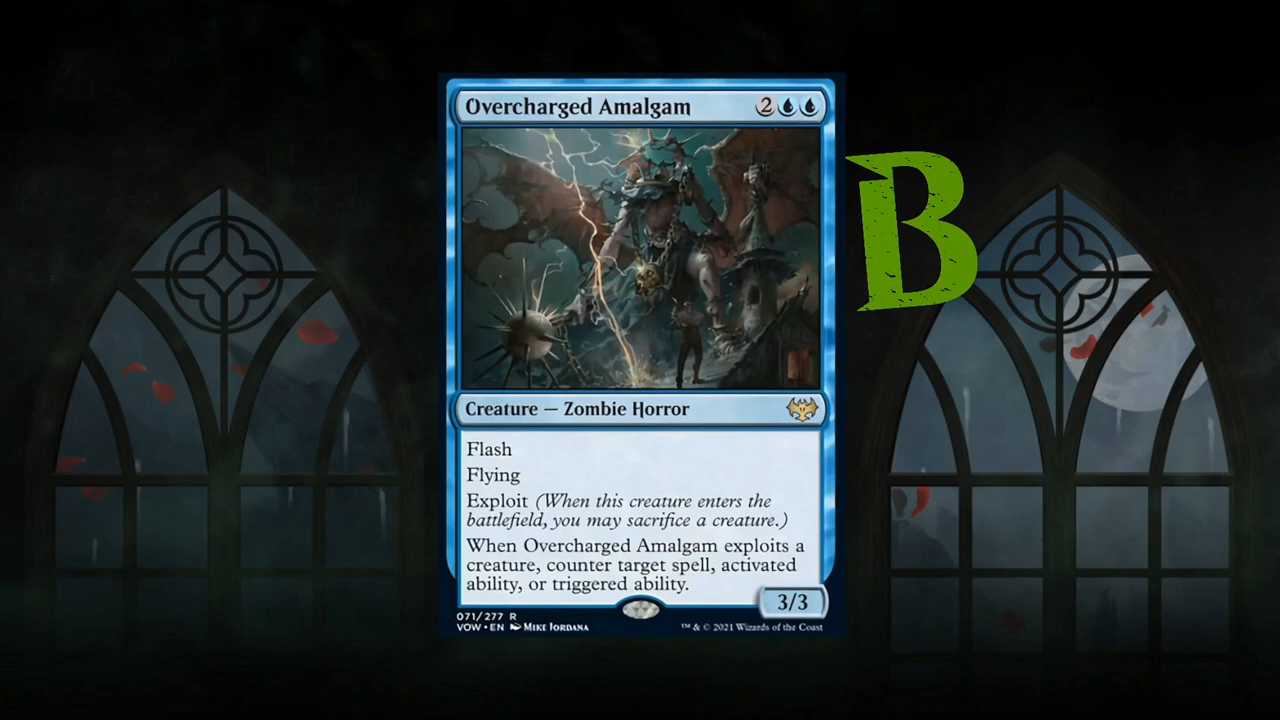 Overcharged Amalgam 2
B
Creature — Zombie Horror
Flash
Flying
Exploit (When this creature enters the
battlefield, you may sacrifice a creature.)
When Overcharged Amalgam exploits a
creature, counter target spell, activated
ability, or triggered ability.
3/3
071/277 R
VOW • EN Mike Jordana
™ & © 2021 Wizards of the Coast